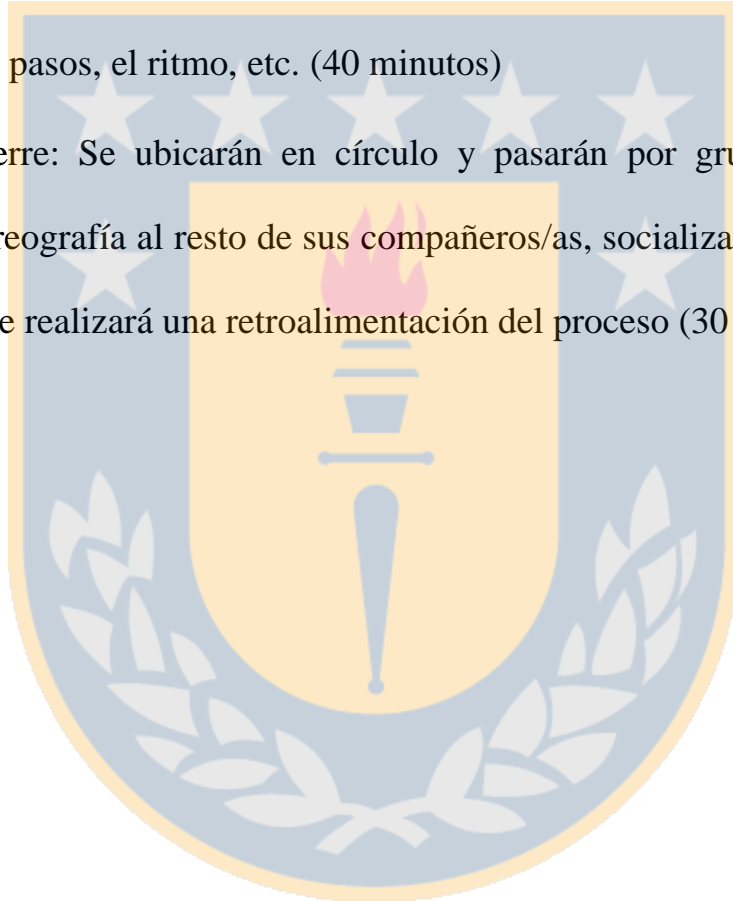 pasos, el ritmo, etc. (40 minutos)
erre: Se ubicarán en círculo y pasarán por gru
reografía al resto de sus compañeros/as, socializa
e realizará una retroalimentación del proceso (30